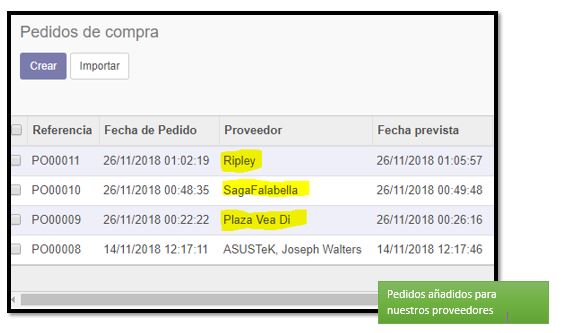 Pedidos de compra
Crear Importar
Referencia Fecha de Pedido Proveedor Fecha prevista
PO00011 26/11/2018 01:02:19 Ripley 26/11/2018 01:05:57
PO00010 26/11/2018 00:48:35 SagaFalabella 26/11/2018 00:49:48
PO00009 26/11/2018 00:22:22 Plaza Vea Di 26/11/2018 00:26:16
PO00008 14/11/2018 12:17:11 ASUSTeK, Joseph Walters 14/11/2018 12:17:46
Pedidos añadidos para
nuestros proveedores